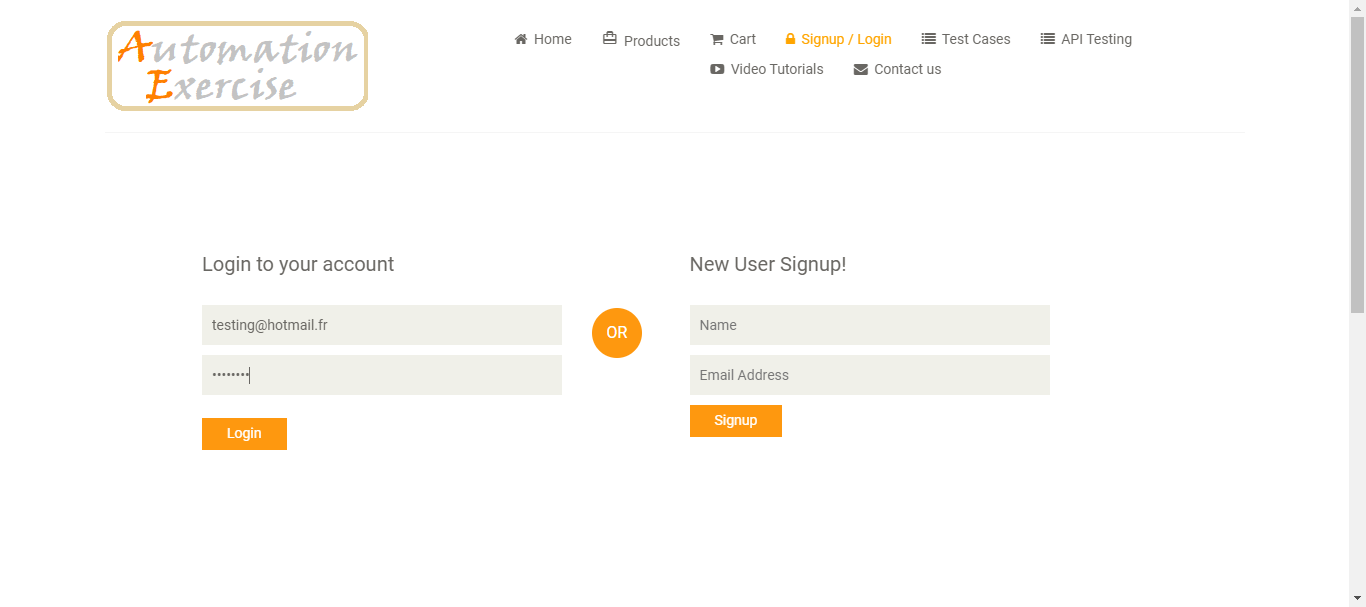 Automation
Exercise
Home
Products
Cart
Signup / Login
Test Cases
API Testing
Video Tutorials
Contact us
Login to your account
testing@hotmail.fr
••••••••
Login
OR
New User Signup!
Name
Email Address
Signup